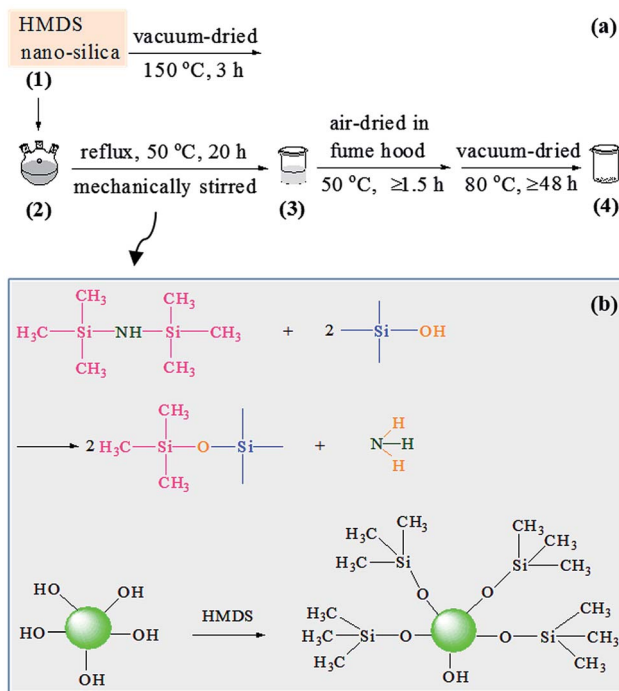 (a)
HMDS
nano-silica
(1)
vacuum-dried
150 °C, 3 h
(2)
reflux, 50 °C, 20 h
mechanically stirred
(3)
air-dried in
fume hood
50 °C, ≥1.5 h
vacuum-dried
80 °C, ≥48 h
(4)
(b)
CH₃ CH₃
H₃C Si NH Si CH₃ + 2 Si OH
CH₃ CH₃
CH₃
2 H₃C Si O Si + N H H H
CH₃
HO OH
HO OH
OH
HMDS
H₃C CH₃ CH₃
H₃C Si Si CH₃
O O CH₃
H₃C CH₃
H₃C Si O O Si CH₃
H₃C CH₃
OH